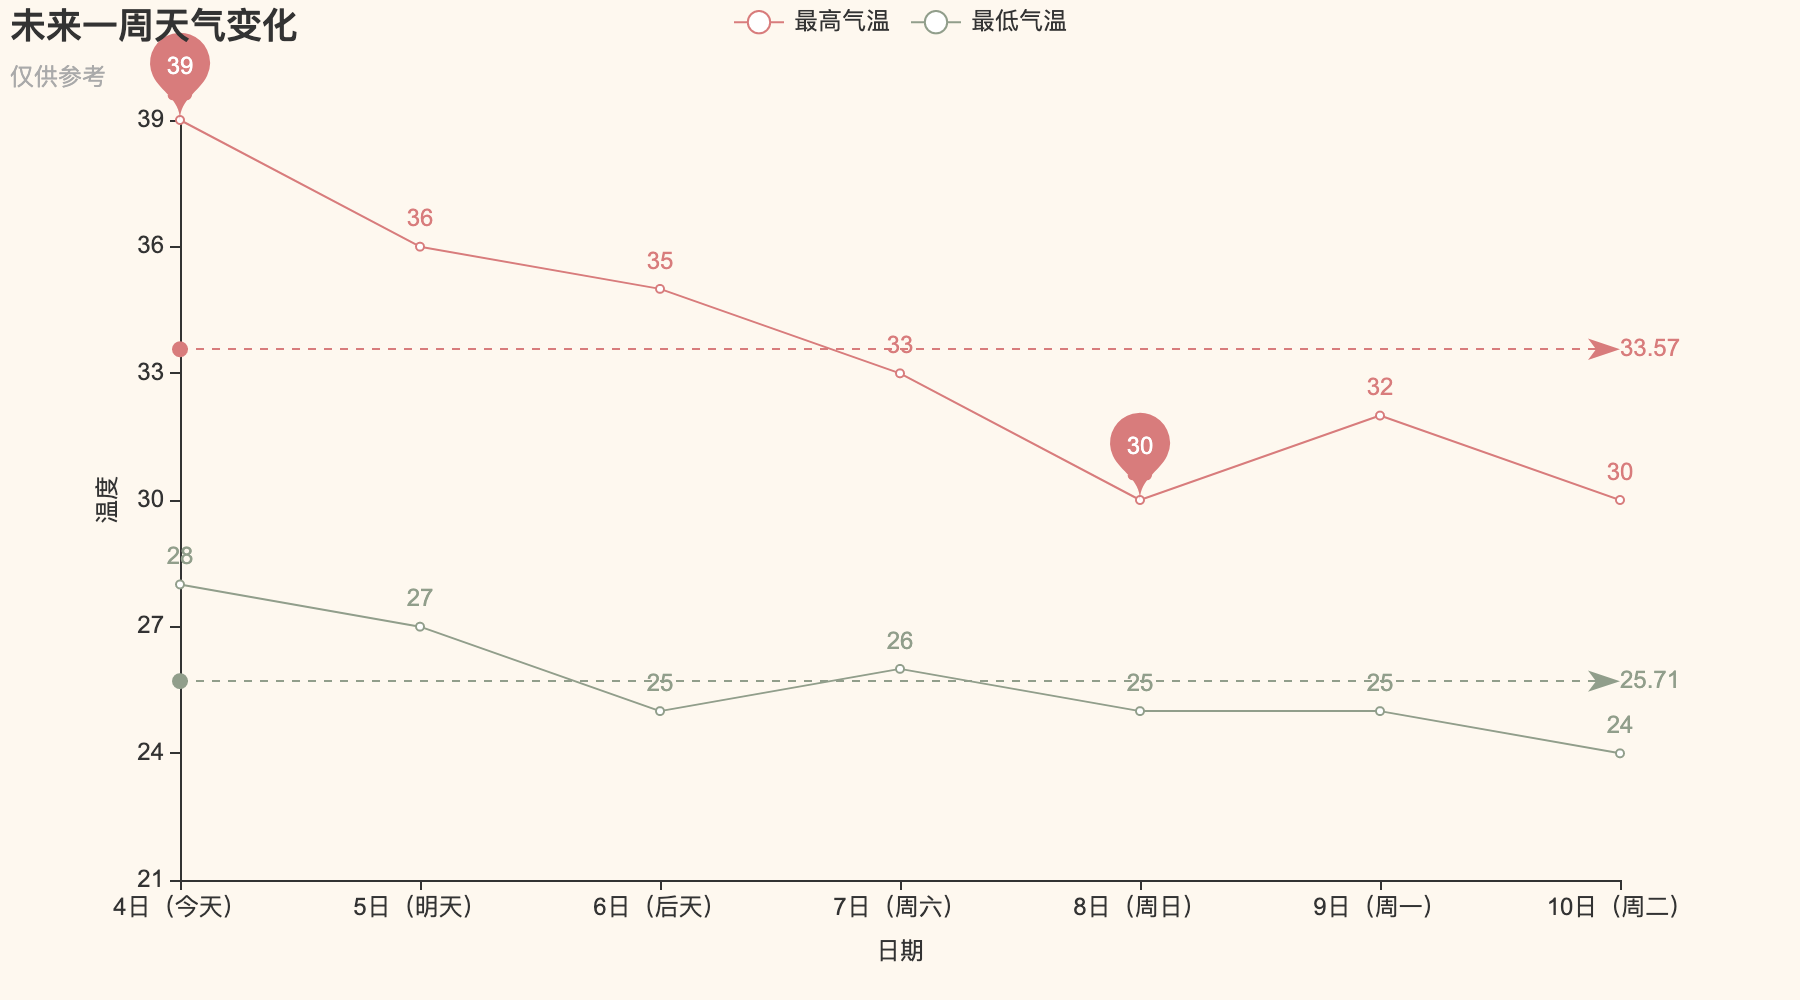 未来一周天气变化
仅供参考
最高气温
最低气温
39
36
35
33
30
32
30
33.57
28
27
25
26
25
25
24
25.71
39
36
33
30
27
24
21
温度
4日（今天）
5日（明天）
6日（后天）
7日（周六）
8日（周日）
9日（周一）
10日（周二）
日期